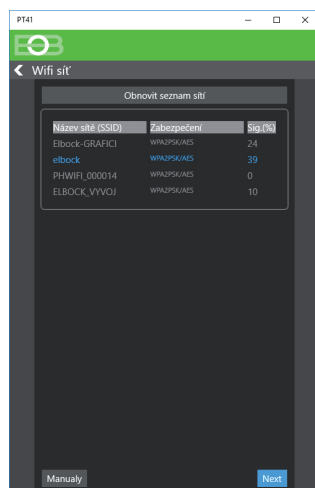 PT41
EOB
Wifi síť
Obnovit seznam sítí
Název sítě (SSID) Zabezpečení Sig.(%)
Elbock-GRAFICI WPA2PSK/AES 24
elbock WPA2PSK/AES 39
PHWIFI_000014 WPA2PSK/AES 0
ELBOCK_VYVOJ WPA2PSK/AES 10
Manualy Next